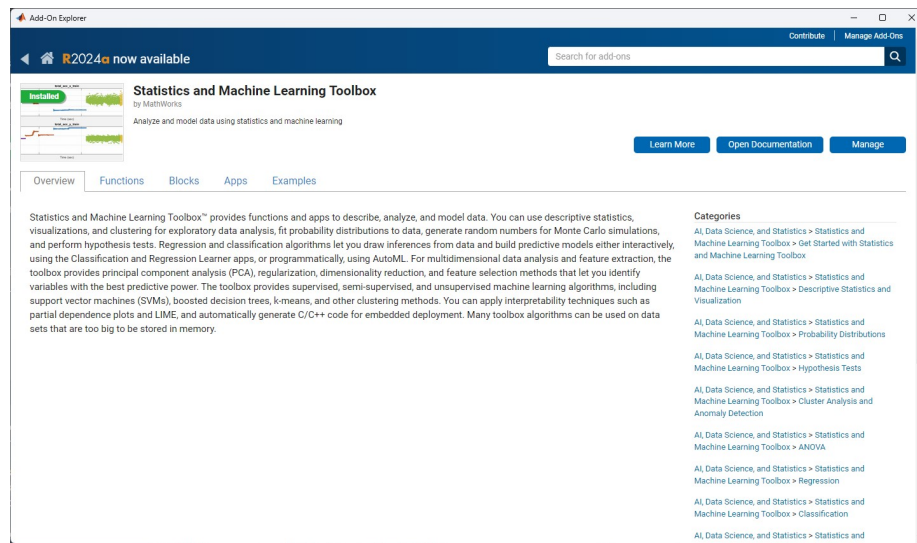 Add-On Explorer
Contribute
Manage Add-Ons
R2024a now available
Search for add-ons
Installed
Statistics and Machine Learning Toolbox
by MathWorks
Analyze and model data using statistics and machine learning
Learn More
Open Documentation
Manage
Overview
Functions
Blocks
Apps
Examples
Statistics and Machine Learning Toolbox™ provides functions and apps to describe, analyze, and model data. You can use descriptive statistics,
visualizations, and clustering for exploratory data analysis, fit probability distributions to data, generate random numbers for Monte Carlo simulations,
and perform hypothesis tests. Regression and classification algorithms let you draw inferences from data and build predictive models either interactively,
using the Classification and Regression Learner apps, or programmatically, using AutoML. For multidimensional data analysis and feature extraction, the
toolbox provides principal component analysis (PCA), regularization, dimensionality reduction, and feature selection methods that let you identify
variables with the best predictive power. The toolbox provides supervised, semi-supervised, and unsupervised machine learning algorithms, including
support vector machines (SVMs), boosted decision trees, k-means, and other clustering methods. You can apply interpretability techniques such as
partial dependence plots and LIME, and automatically generate C/C++ code for embedded deployment. Many toolbox algorithms can be used on data
sets that are too big to be stored in memory.
Categories
AI, Data Science, and Statistics > Statistics and
Machine Learning Toolbox > Get Started with Statistics
and Machine Learning Toolbox
AI, Data Science, and Statistics > Statistics and
Machine Learning Toolbox > Descriptive Statistics and
Visualization
AI, Data Science, and Statistics > Statistics and
Machine Learning Toolbox > Probability Distributions
AI, Data Science, and Statistics > Statistics and
Machine Learning Toolbox > Hypothesis Tests
AI, Data Science, and Statistics > Statistics and
Machine Learning Toolbox > Cluster Analysis and
Anomaly Detection
AI, Data Science, and Statistics > Statistics and
Machine Learning Toolbox > ANOVA
AI, Data Science, and Statistics > Statistics and
Machine Learning Toolbox > Regression
AI, Data Science, and Statistics > Statistics and
Machine Learning Toolbox > Classification
AI, Data Science, and Statistics > Statistics and